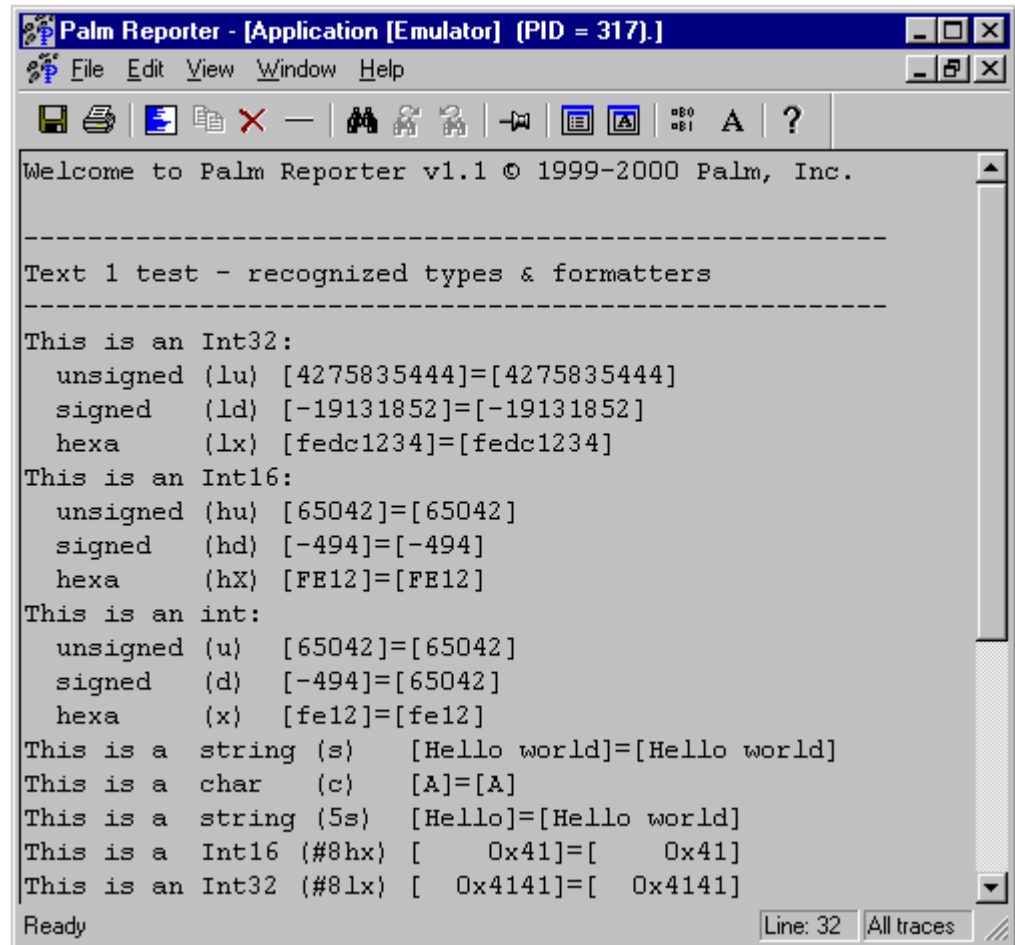 Palm Reporter - [Application [Emulator] (PID = 317).]
File Edit View Window Help
Welcome to Palm Reporter v1.1 © 1999-2000 Palm, Inc.
------------------------------------------------------
Text 1 test - recognized types & formatters
------------------------------------------------------
This is an Int32:
  unsigned (lu) [4275835444]=[4275835444]
  signed   (ld) [-19131852]=[-19131852]
  hexa     (lx) [fedc1234]=[fedc1234]
This is an Int16:
  unsigned (hu) [65042]=[65042]
  signed   (hd) [-494]=[-494]
  hexa     (hX) [FE12]=[FE12]
This is an int:
  unsigned (u)  [65042]=[65042]
  signed   (d)  [-494]=[65042]
  hexa     (x)  [fe12]=[fe12]
This is a  string (s)   [Hello world]=[Hello world]
This is a  char   (c)   [A]=[A]
This is a  string (5s)  [Hello]=[Hello world]
This is a  Int16 (#8hx) [    0x41]=[    0x41]
This is an Int32 (#8lx) [  0x4141]=[  0x4141]
Ready Line: 32 All traces